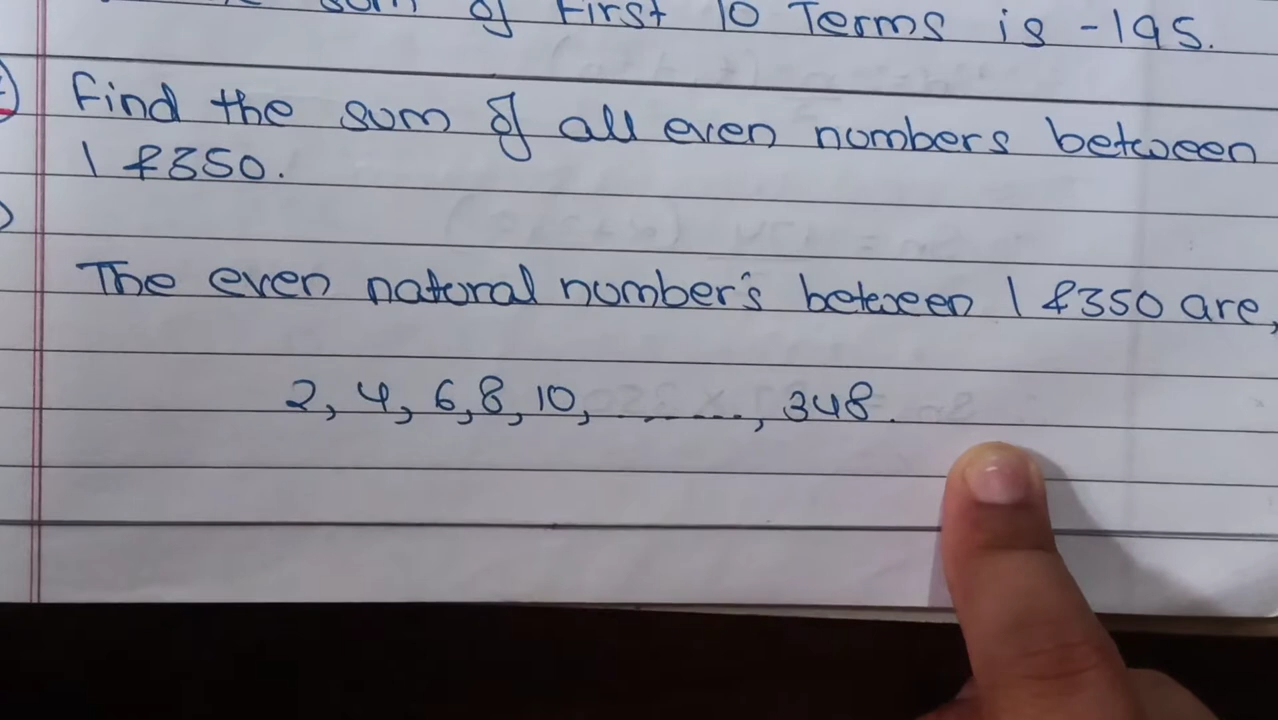 sum of First 10 Terms is -195.
Find the sum of all even numbers between
1 & 350.
The even natural number's between 1 & 350 are,
2, 4, 6, 8, 10, ......., 348.